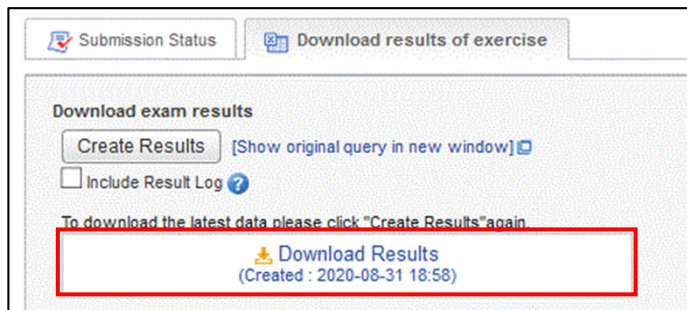 Submission Status
Download results of exercise
Download exam results
Create Results [Show original query in new window]
Include Result Log
To download the latest data please click "Create Results"again.
Download Results
(Created : 2020-08-31 18:58)